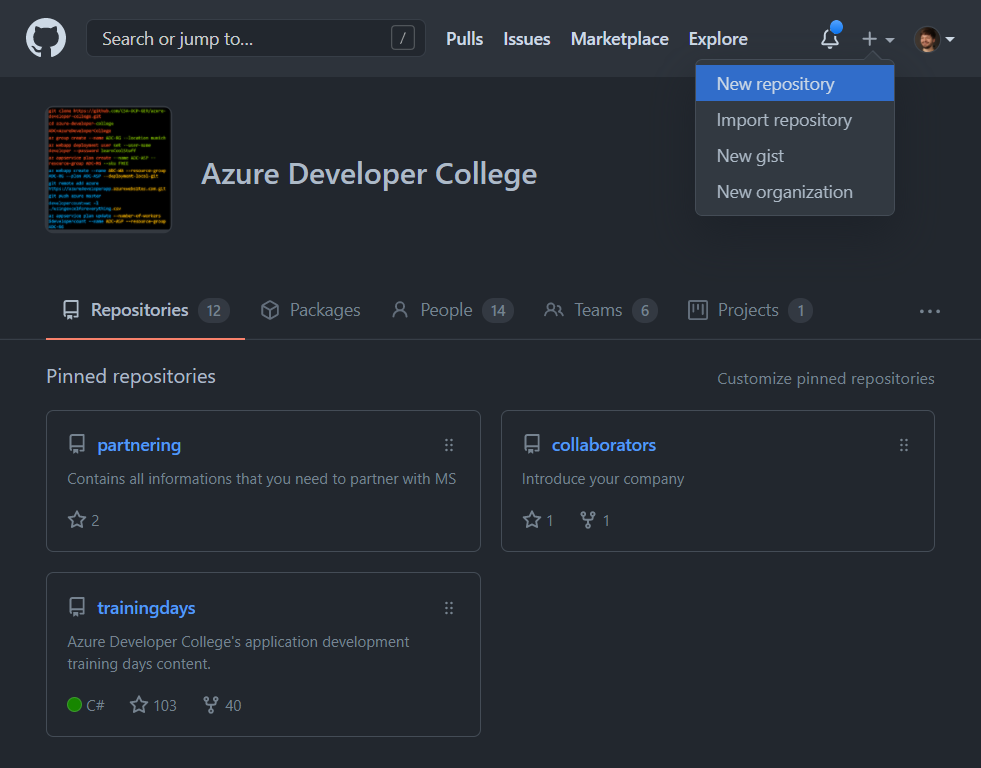 Search or jump to...
/
Pulls
Issues
Marketplace
Explore
New repository
Import repository
New gist
New organization
Azure Developer College
Repositories 12
Packages
People 14
Teams 6
Projects 1
Pinned repositories
Customize pinned repositories
partnering
Contains all informations that you need to partner with MS
2
collaborators
Introduce your company
1
1
trainingdays
Azure Developer College's application development
training days content.
C#
103
40